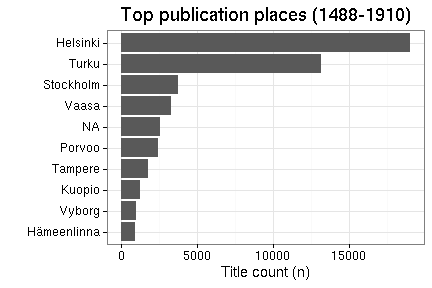 Top publication places (1488-1910)
Helsinki
Turku
Stockholm
Vaasa
NA
Porvoo
Tampere
Kuopio
Vyborg
Hämeenlinna
0 5000 10000 15000
Title count (n)